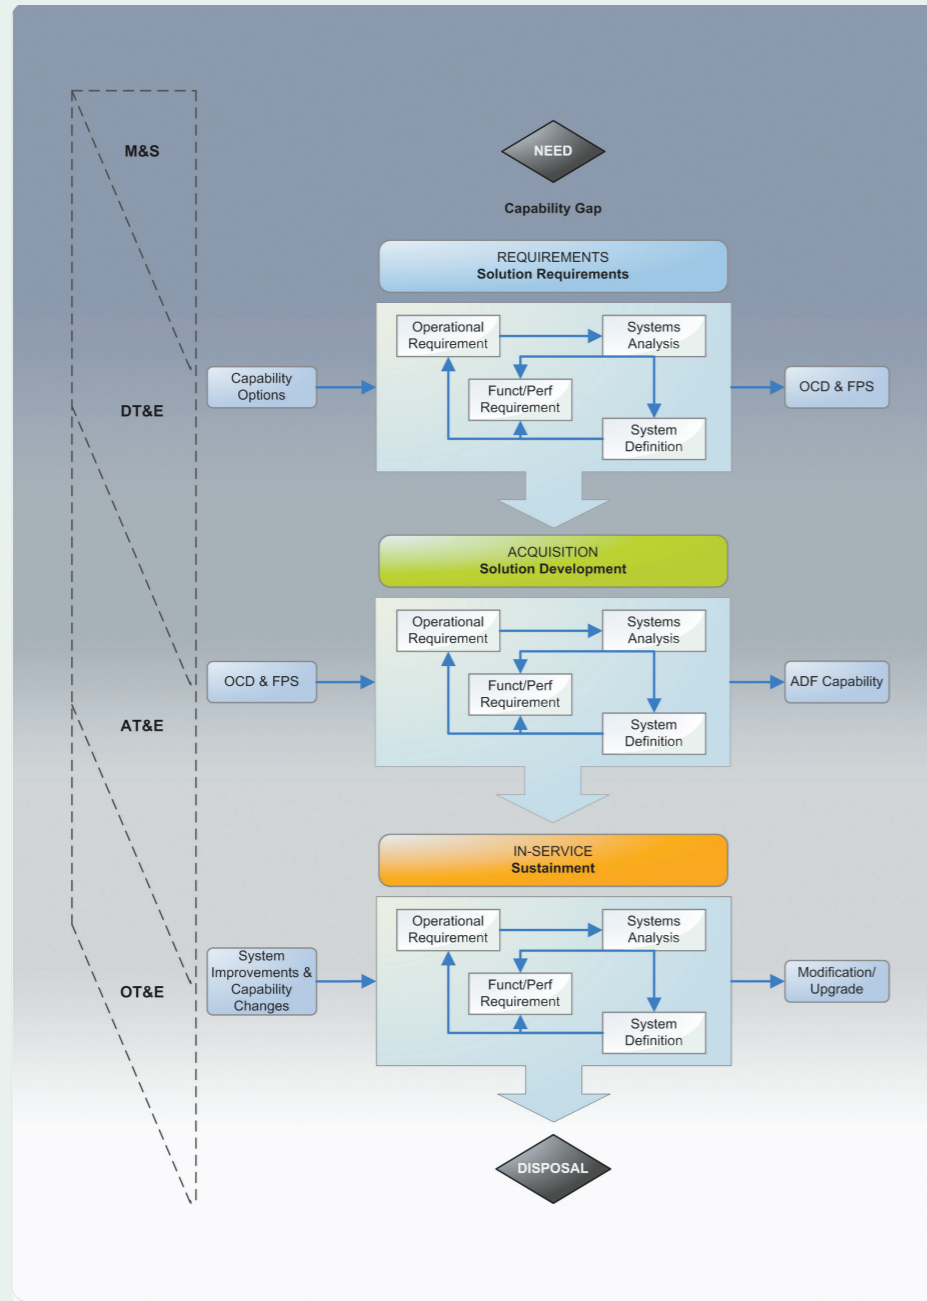 M&S
NEED
Capability Gap
REQUIREMENTS
Solution Requirements
Operational
Requirement
Systems
Analysis
DT&E
Capability
Options
Funct/Perf
Requirement
OCD & FPS
System
Definition
ACQUISITION
Solution Development
Operational
Requirement
Systems
Analysis
AT&E
OCD & FPS
Funct/Perf
Requirement
ADF Capability
System
Definition
IN-SERVICE
Sustainment
Operational
Requirement
Systems
Analysis
OT&E
System
Improvements &
Capability
Changes
Funct/Perf
Requirement
Modification/
Upgrade
System
Definition
DISPOSAL